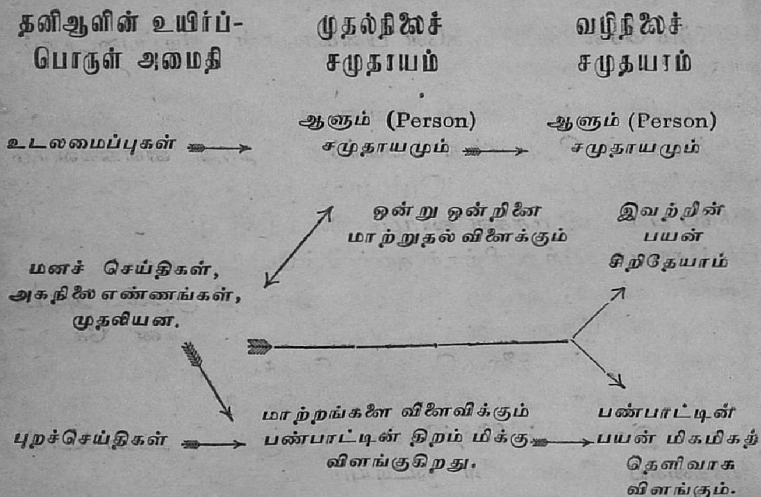 தனிஆளின் உயிர்ப்-
பொருள் அமைதி
முதல்நிலைச்
சமுதாயம்
வழிநிலைச்
சமுதயாம்
உடலமைப்புகள்
ஆளும் (Person)
சமுதாயமும்
ஆளும் (Person)
சமுதாயமும்
ஒன்று ஒன்றினை
மாற்றுதல் விளைக்கும்
இவற்றின்
பயன்
சிறிதேயாம்
மனச் செய்திகள்,
அகநிலை எண்ணங்கள்,
முதலியன.
புறச்செய்திகள்
மாற்றங்களை விளைவிக்கும்
பண்பாட்டின் திறம் மிக்கு
விளங்குகிறது.
பண்பாட்டின்
பயன் மிகமிகத்
தெளிவாக
விளங்கும்.